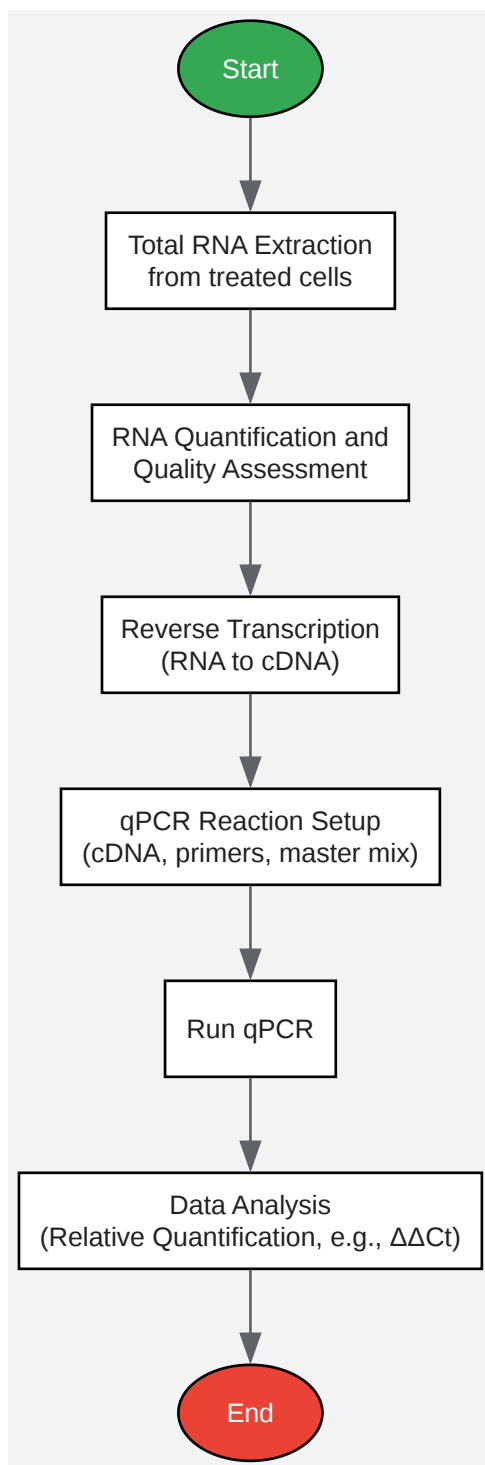 Start
Total RNA Extraction
from treated cells
RNA Quantification and
Quality Assessment
Reverse Transcription
(RNA to cDNA)
qPCR Reaction Setup
(cDNA, primers, master mix)
Run qPCR
Data Analysis
(Relative Quantification, e.g., ΔΔCt)
End